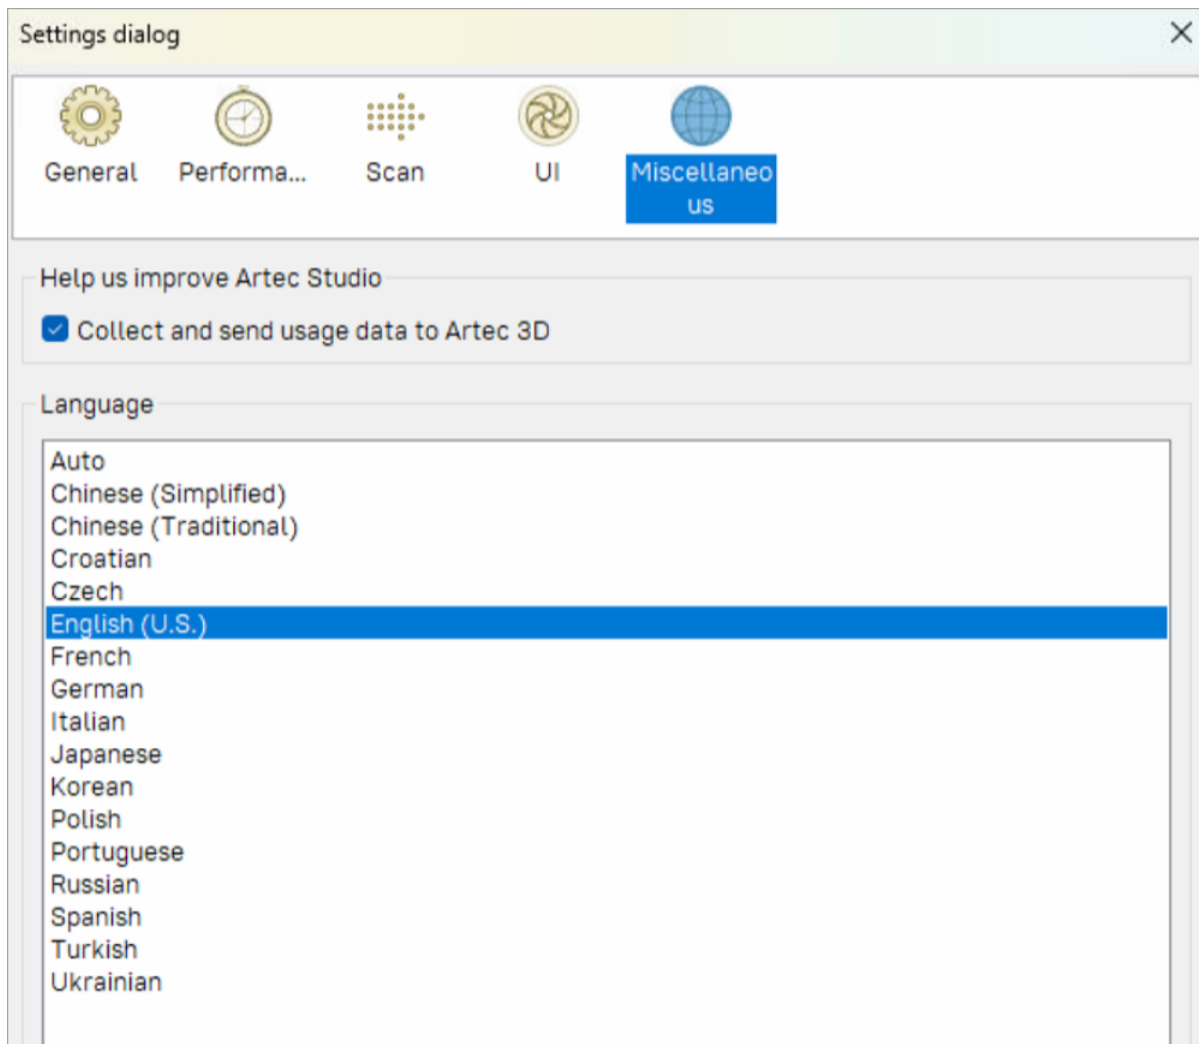 Settings dialog
General
Performa...
Scan
UI
Miscellaneo
us
Help us improve Artec Studio
Collect and send usage data to Artec 3D
Language
Auto
Chinese (Simplified)
Chinese (Traditional)
Croatian
Czech
English (U.S.)
French
German
Italian
Japanese
Korean
Polish
Portuguese
Russian
Spanish
Turkish
Ukrainian